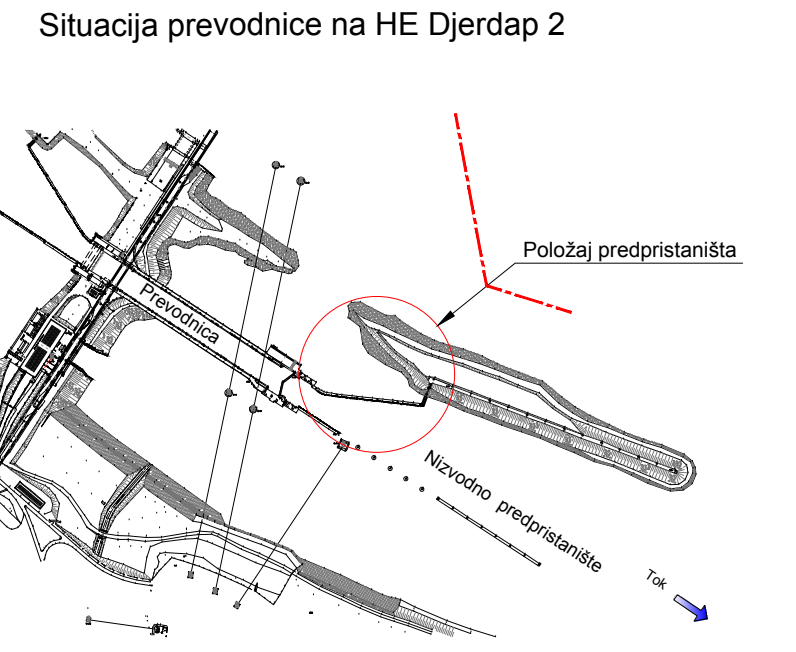 Situacija prevodnice na HE Djerdap 2
Položaj predpristaništa
Prevodnica
Nizvodno predpristanište
Tok